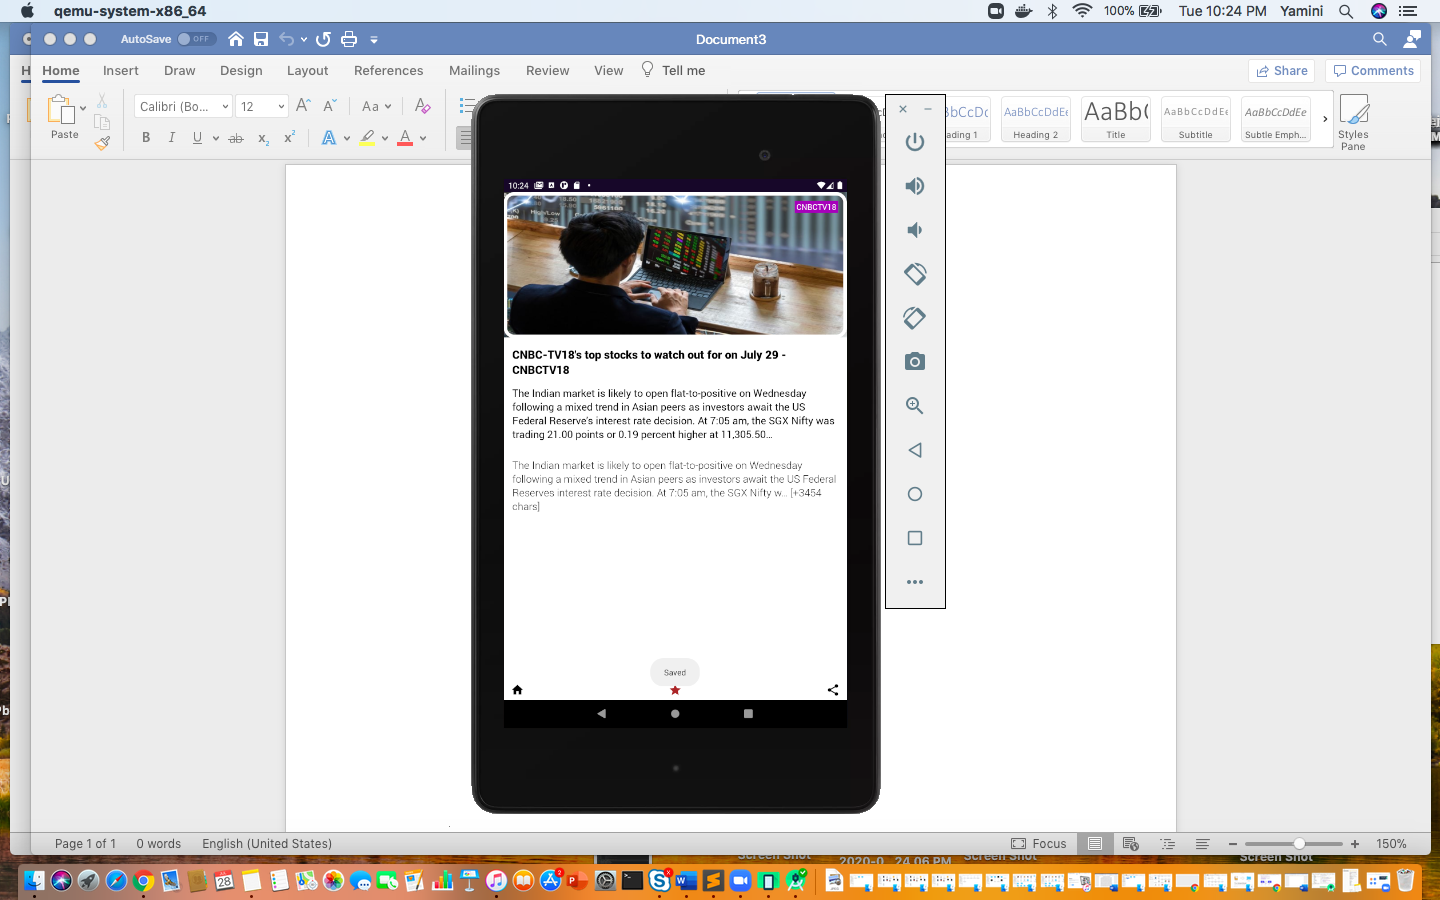 qemu-system-x86_64
100%
Tue 10:24 PM
Yamini
AutoSave
OFF
Document3
Home
Insert
Draw
Design
Layout
References
Mailings
Review
View
Tell me
Share
Comments
Paste
Calibri (Bo...
12
Aa
AaBbCcDdEe
Heading 2
Title
AaBbCcDdEe
Subtitle
AaBbCcDdEe
Subtle Emph...
Styles
Pane
10:24
CNBCTV18
CNBC-TV18's top stocks to watch out for on July 29 -
CNBCTV18
The Indian market is likely to open flat-to-positive on Wednesday
following a mixed trend in Asian peers as investors await the US
Federal Reserve's interest rate decision. At 7:05 am, the SGX Nifty was
trading 21.00 points or 0.19 percent higher at 11,305.50...
The Indian market is likely to open flat-to-positive on Wednesday
following a mixed trend in Asian peers as investors await the US Federal
Reserves interest rate decision. At 7:05 am, the SGX Nifty w... [+3454
chars]
Saved
Page 1 of 1
0 words
English (United States)
Focus
150%
Screen Shot
Screen Shot
28